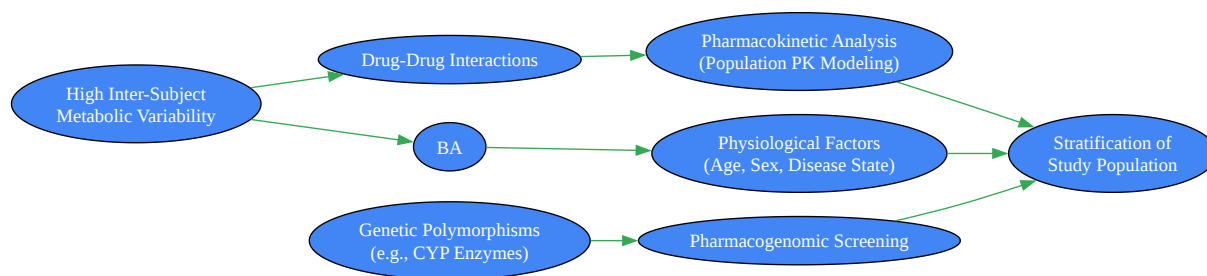 High Inter-Subject
Metabolic Variability
Drug-Drug Interactions
Pharmacokinetic Analysis
(Population PK Modeling)
BA
Physiological Factors
(Age, Sex, Disease State)
Stratification of
Study Population
Genetic Polymorphisms
(e.g., CYP Enzymes)
Pharmacogenomic Screening